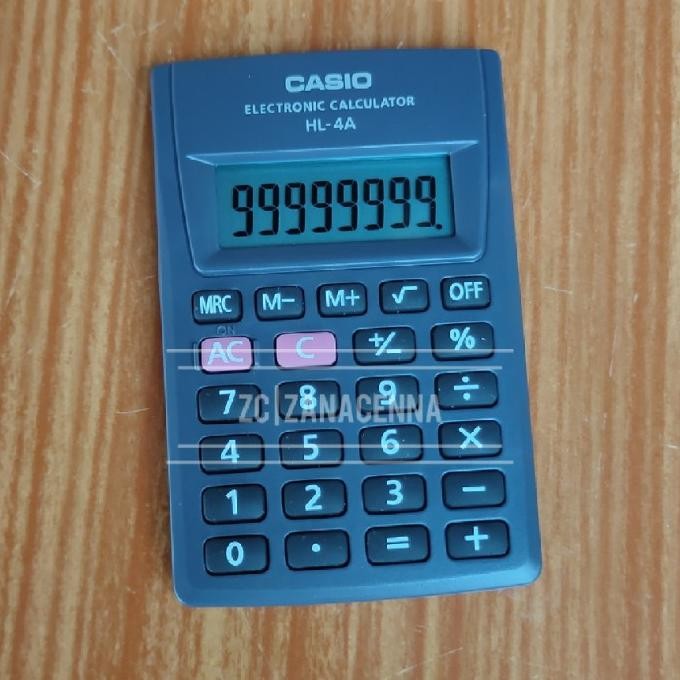 CASIO
ELECTRONIC CALCULATOR
HL-4A
99999999.
MRC M− M+ √ OFF
ON
AC C +/− %
7 8 9 ÷
ZC|ZANACENNA
4 5 6 ×
1 2 3 −
0 . = +